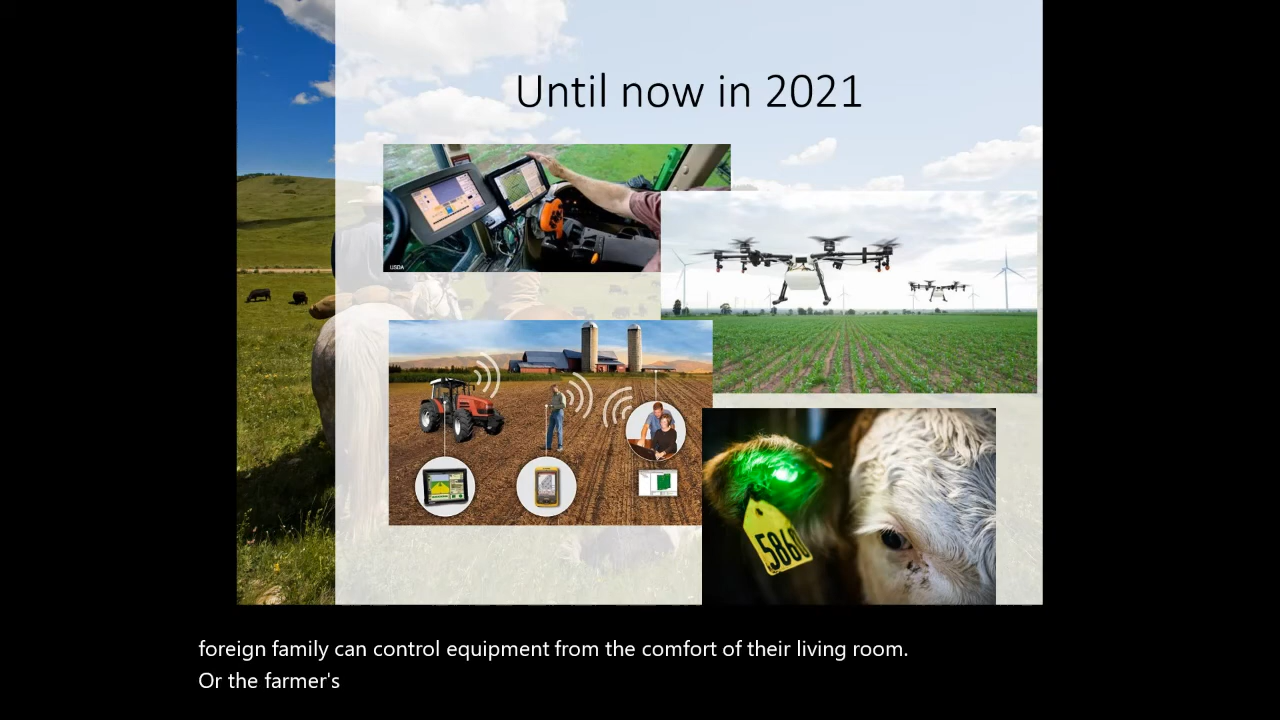 Until now in 2021
USDA
5860
foreign family can control equipment from the comfort of their living room.
Or the farmer's